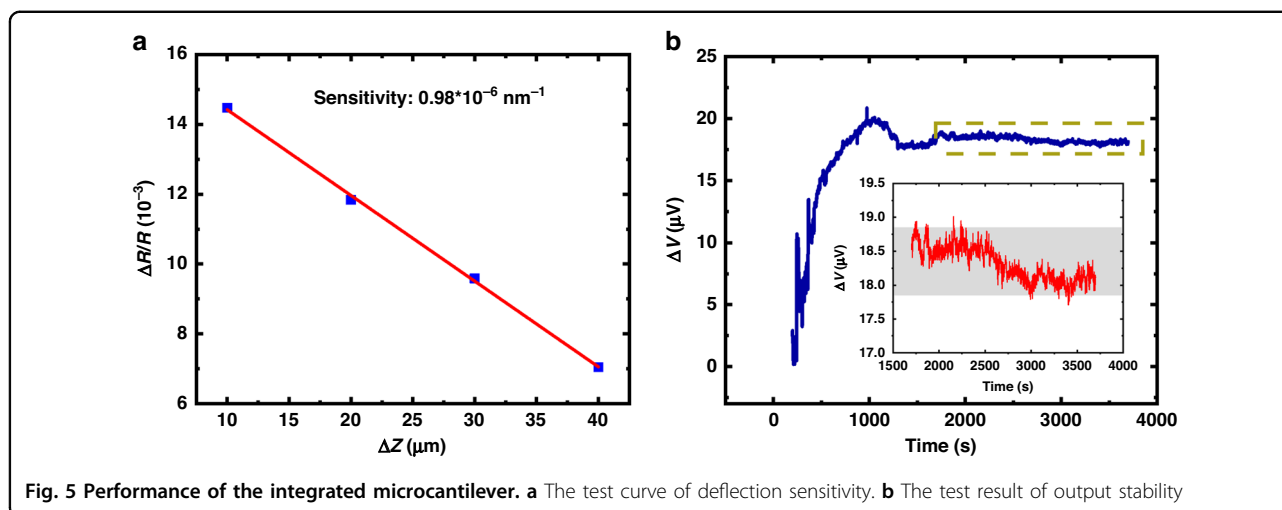 a
16
14
12
10
8
6
ΔR/R (10⁻³)
Sensitivity: 0.98*10⁻⁶ nm⁻¹
10 15 20 25 30 35 40
ΔZ (μm)
b
25
20
15
10
5
0
ΔV (μV)
0 1000 2000 3000 4000
Time (s)
19.5
19.0
18.5
18.0
17.5
17.0
ΔV (μV)
1500 2000 2500 3000 3500 4000
Time (s)
Fig. 5 Performance of the integrated microcantilever. a The test curve of deflection sensitivity. b The test result of output stability